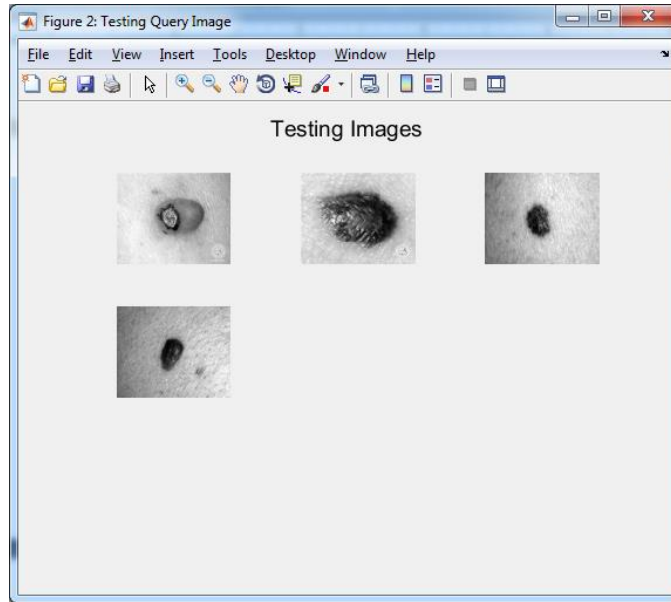 Figure 2: Testing Query Image
File Edit View Insert Tools Desktop Window Help
Testing Images